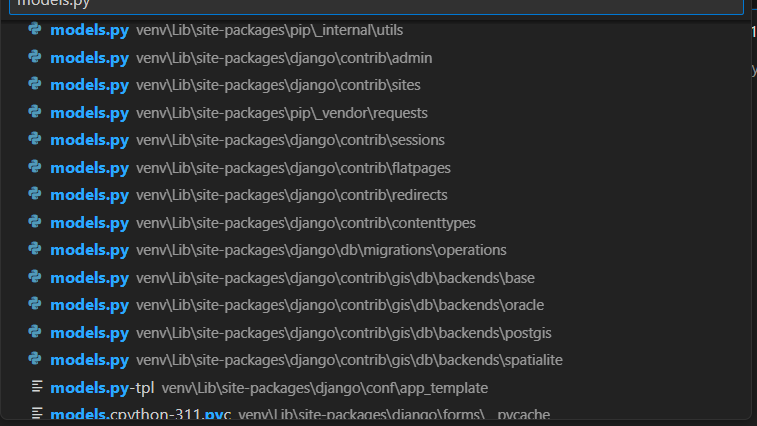 models.py
models.py venv\Lib\site-packages\pip\_internal\utils
models.py venv\Lib\site-packages\django\contrib\admin
models.py venv\Lib\site-packages\django\contrib\sites
models.py venv\Lib\site-packages\pip\_vendor\requests
models.py venv\Lib\site-packages\django\contrib\sessions
models.py venv\Lib\site-packages\django\contrib\flatpages
models.py venv\Lib\site-packages\django\contrib\redirects
models.py venv\Lib\site-packages\django\contrib\contenttypes
models.py venv\Lib\site-packages\django\db\migrations\operations
models.py venv\Lib\site-packages\django\contrib\gis\db\backends\base
models.py venv\Lib\site-packages\django\contrib\gis\db\backends\oracle
models.py venv\Lib\site-packages\django\contrib\gis\db\backends\postgis
models.py venv\Lib\site-packages\django\contrib\gis\db\backends\spatialite
models.py-tpl venv\Lib\site-packages\django\conf\app_template
models.cpython-311.pyc venv\Lib\site-packages\django\forms\__pycache